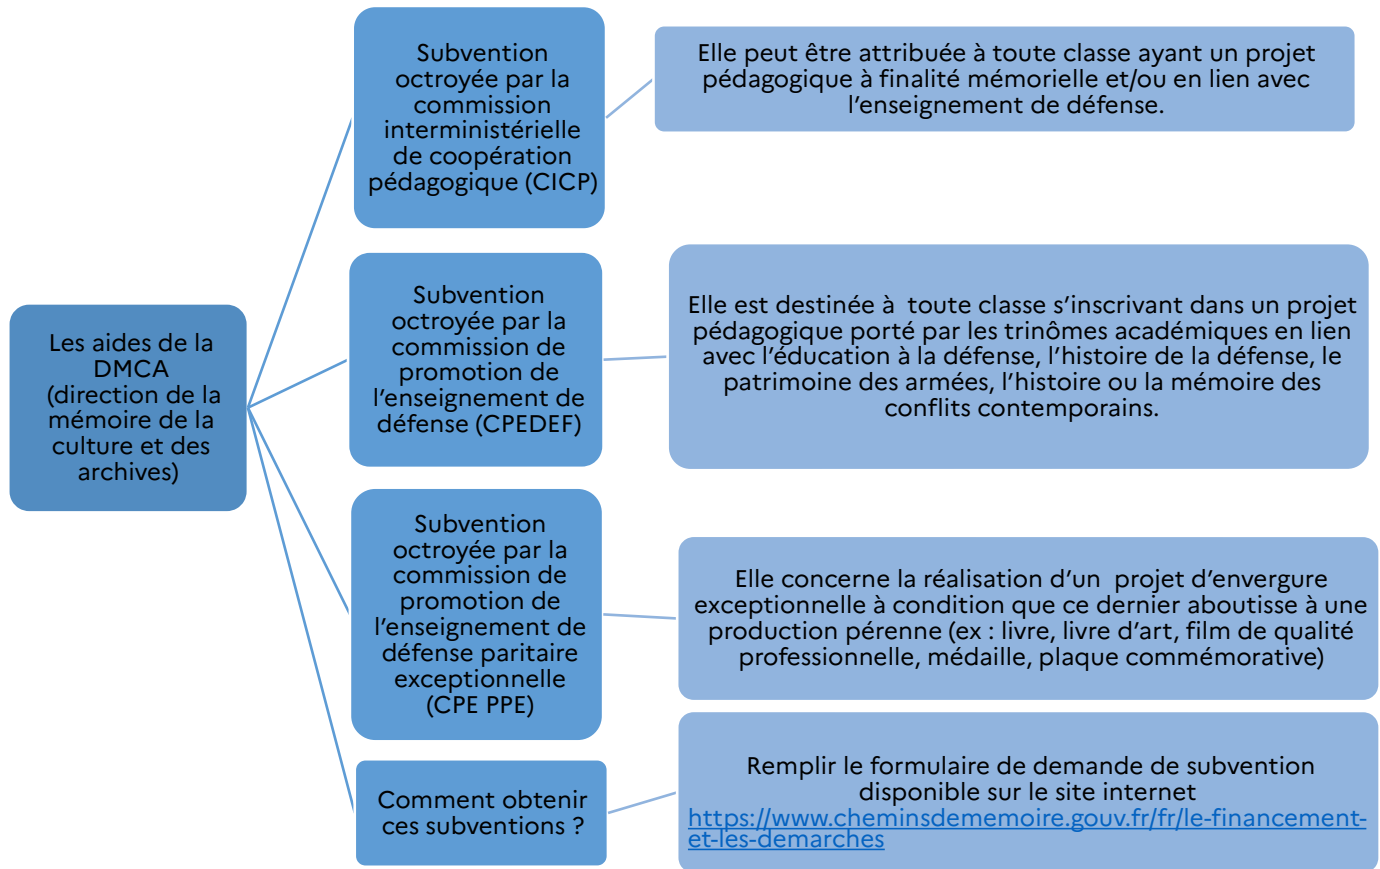 Les aides de la
DMCA
(direction de la
mémoire de la
culture et des
archives)
Subvention
octroyée par la
commission
interministérielle
de coopération
pédagogique (CICP)
Elle peut être attribuée à toute classe ayant un projet
pédagogique à finalité mémorielle et/ou en lien avec
l’enseignement de défense.
Subvention
octroyée par la
commission de
promotion de
l’enseignement de
défense (CPEDEF)
Elle est destinée à  toute classe s’inscrivant dans un projet
pédagogique porté par les trinômes académiques en lien
avec l’éducation à la défense, l’histoire de la défense, le
patrimoine des armées, l’histoire ou la mémoire des
conflits contemporains.
Subvention
octroyée par la
commission de
promotion de
l’enseignement de
défense paritaire
exceptionnelle
(CPE PPE)
Elle concerne la réalisation d’un  projet d’envergure
exceptionnelle à condition que ce dernier aboutisse à une
production pérenne (ex : livre, livre d’art, film de qualité
professionnelle, médaille, plaque commémorative)
Comment obtenir
ces subventions ?
Remplir le formulaire de demande de subvention
disponible sur le site internet
https://www.cheminsdememoire.gouv.fr/fr/le-financement-
et-les-demarches